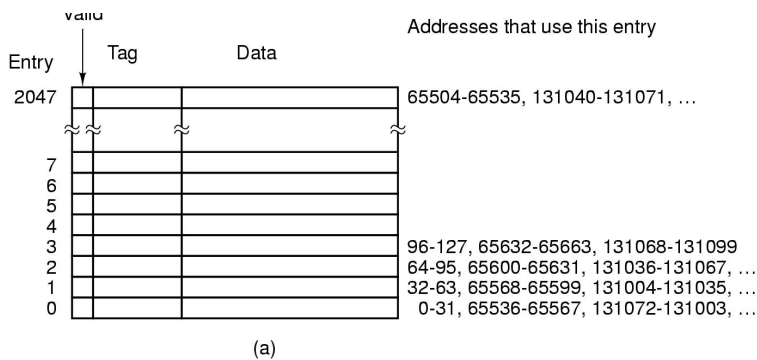 Valid
Addresses that use this entry
Entry
Tag
Data
2047
65504-65535, 131040-131071, …
7
6
5
4
3 96-127, 65632-65663, 131068-131099
2 64-95, 65600-65631, 131036-131067, …
1 32-63, 65568-65599, 131004-131035, …
0 0-31, 65536-65567, 131072-131003, …
(a)